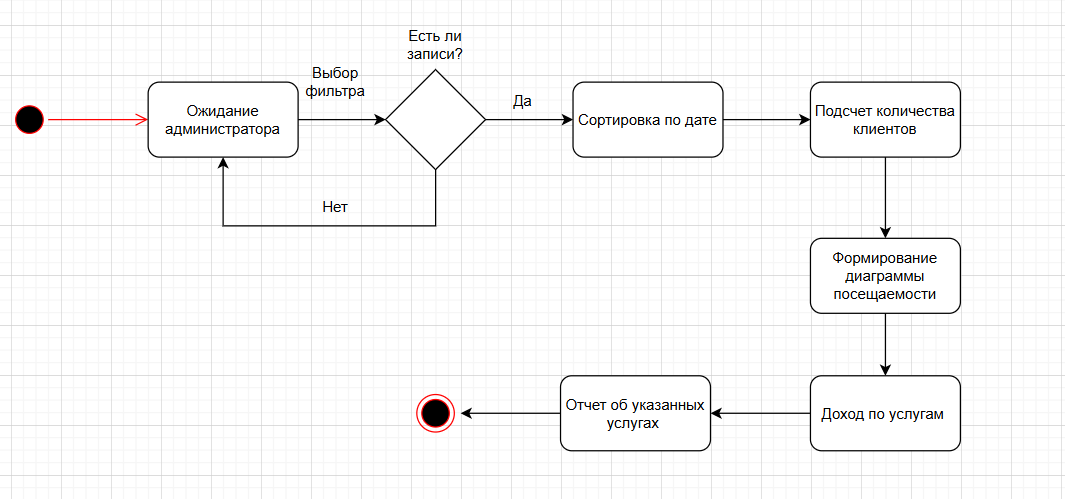 Есть ли
записи?
Выбор
фильтра
Ожидание
администратора
Да
Сортировка по дате
Подсчет количества
клиентов
Нет
Формирование
диаграммы
посещаемости
Доход по услугам
Отчет об указанных
услугах